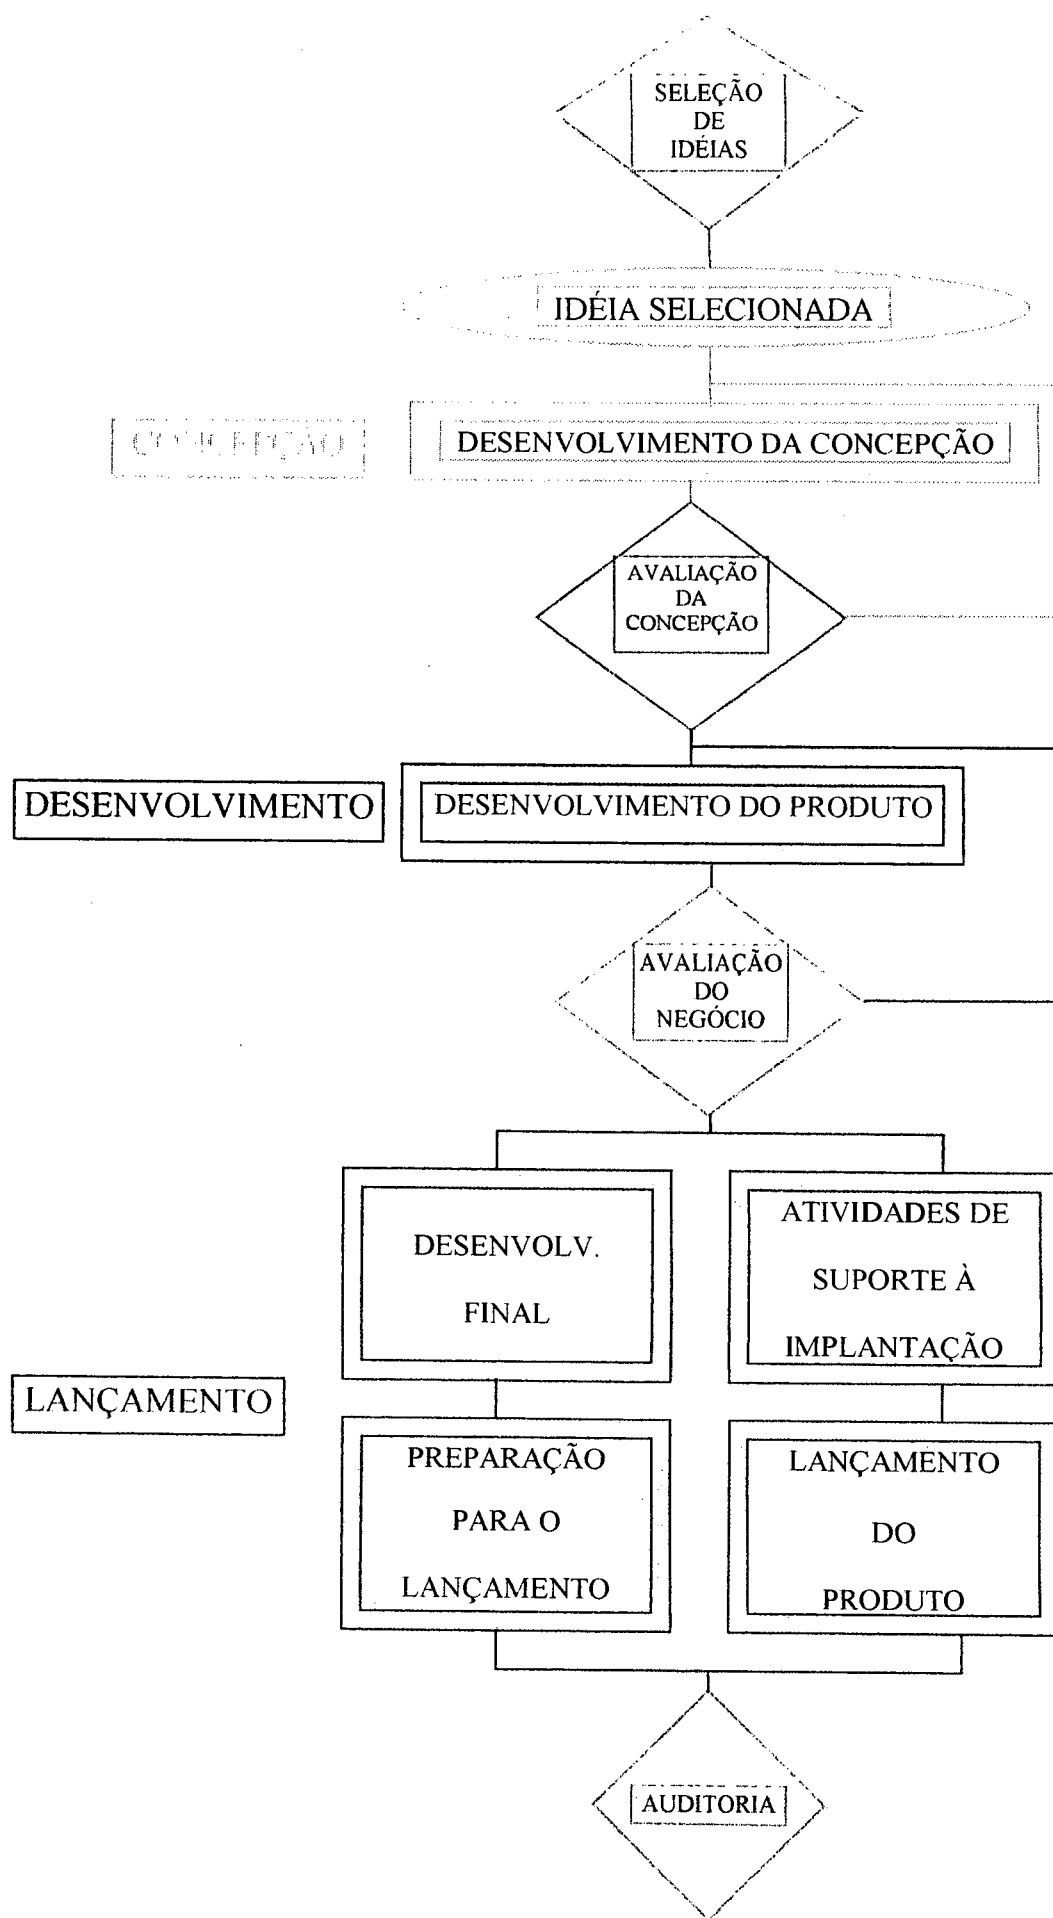 SELEÇÃO
DE
IDÉIAS
IDÉIA SELECIONADA
CONCEPÇÃO
DESENVOLVIMENTO DA CONCEPÇÃO
AVALIAÇÃO
DA
CONCEPÇÃO
DESENVOLVIMENTO
DESENVOLVIMENTO DO PRODUTO
AVALIAÇÃO
DO
NEGÓCIO
DESENVOLV.
FINAL
ATIVIDADES DE
SUPORTE À
IMPLANTAÇÃO
LANÇAMENTO
PREPARAÇÃO
PARA O
LANÇAMENTO
LANÇAMENTO
DO
PRODUTO
AUDITORIA